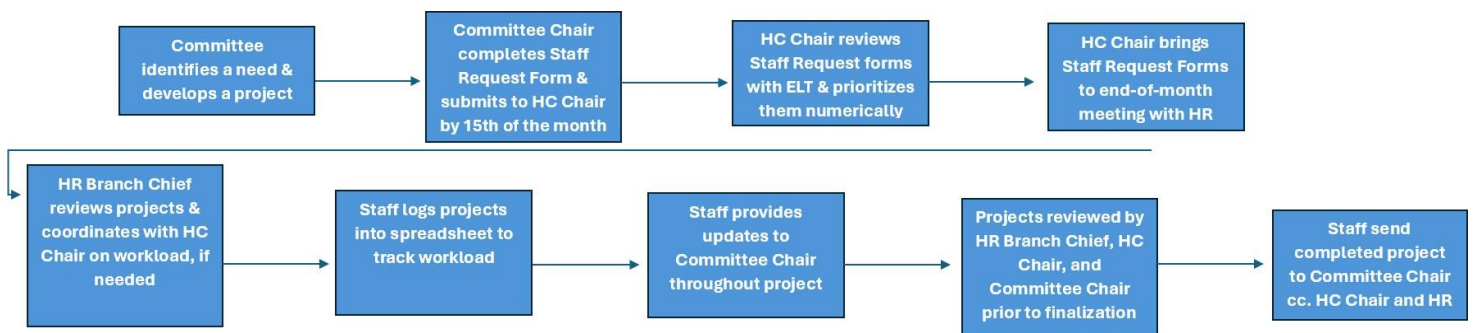 Committee
identifies a need &
develops a project
Committee Chair
completes Staff
Request Form &
submits to HC Chair
by 15th of the month
HC Chair reviews
Staff Request forms
with ELT & prioritizes
them numerically
HC Chair brings
Staff Request Forms
to end-of-month
meeting with HR
HR Branch Chief
reviews projects &
coordinates with HC
Chair on workload, if
needed
Staff logs projects
into spreadsheet to
track workload
Staff provides
updates to
Committee Chair
throughout project
Projects reviewed by
HR Branch Chief, HC
Chair, and
Committee Chair
prior to finalization
Staff send
completed project
to Committee Chair
cc. HC Chair and HR